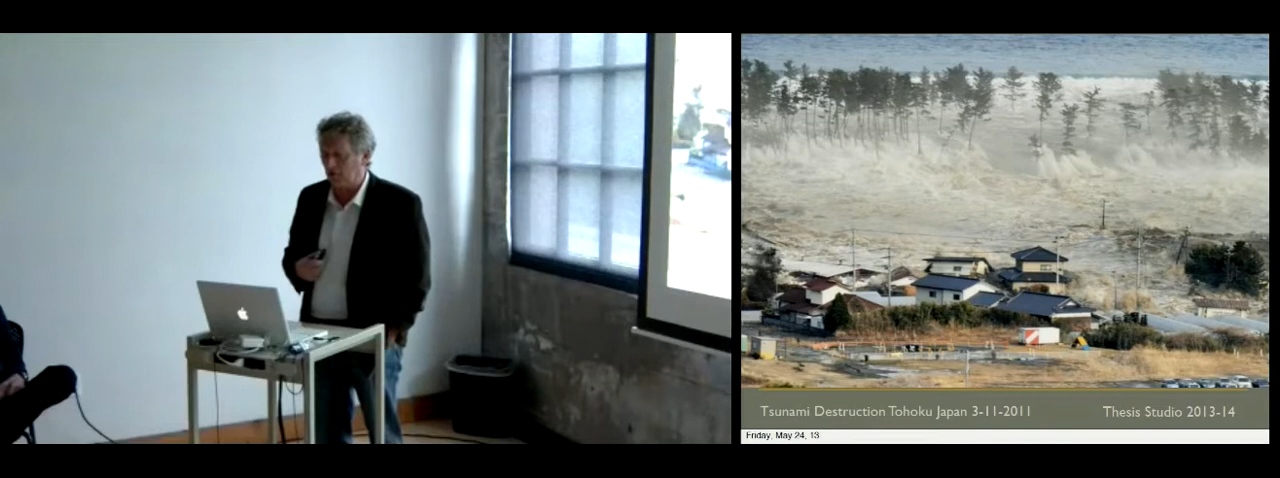 Tsunami Destruction Tohoku Japan 3-11-2011
Thesis Studio 2013-14
Friday, May 24, 13